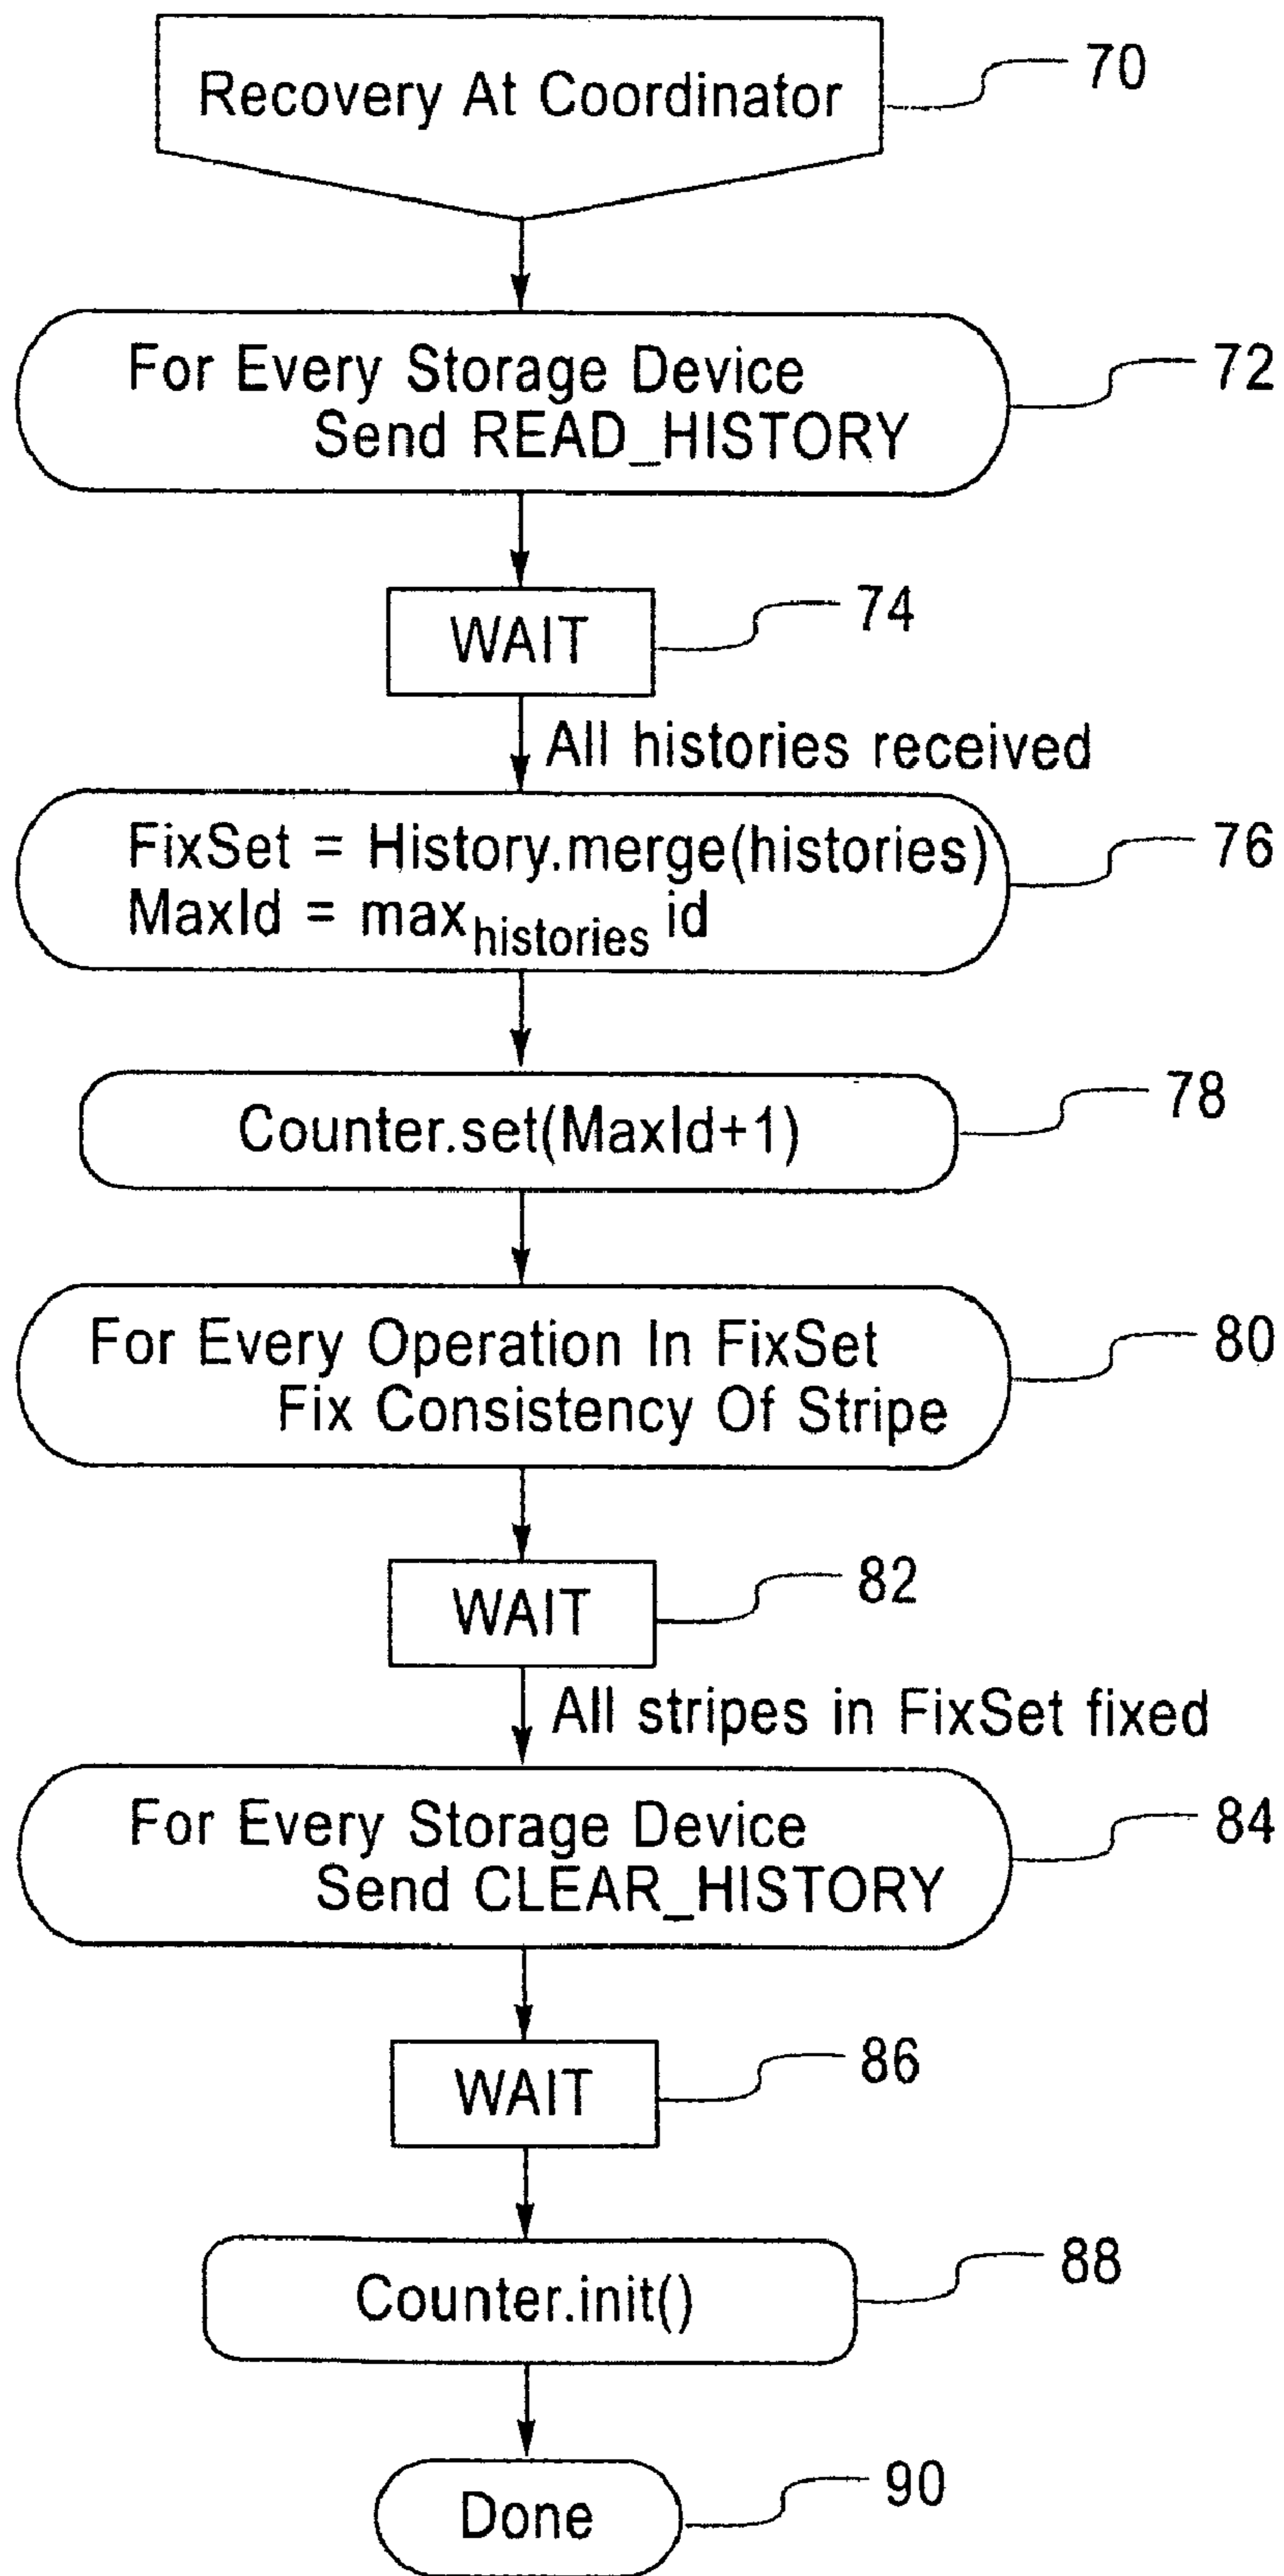 Recovery At Coordinator
70
For Every Storage Device
Send READ_HISTORY
72
WAIT
74
All histories received
FixSet = History.merge(histories)
MaxId = max histories id
76
Counter.set(MaxId+1)
78
For Every Operation In FixSet
Fix Consistency Of Stripe
80
WAIT
82
All stripes in FixSet fixed
For Every Storage Device
Send CLEAR_HISTORY
84
WAIT
86
Counter.init()
88
Done
90